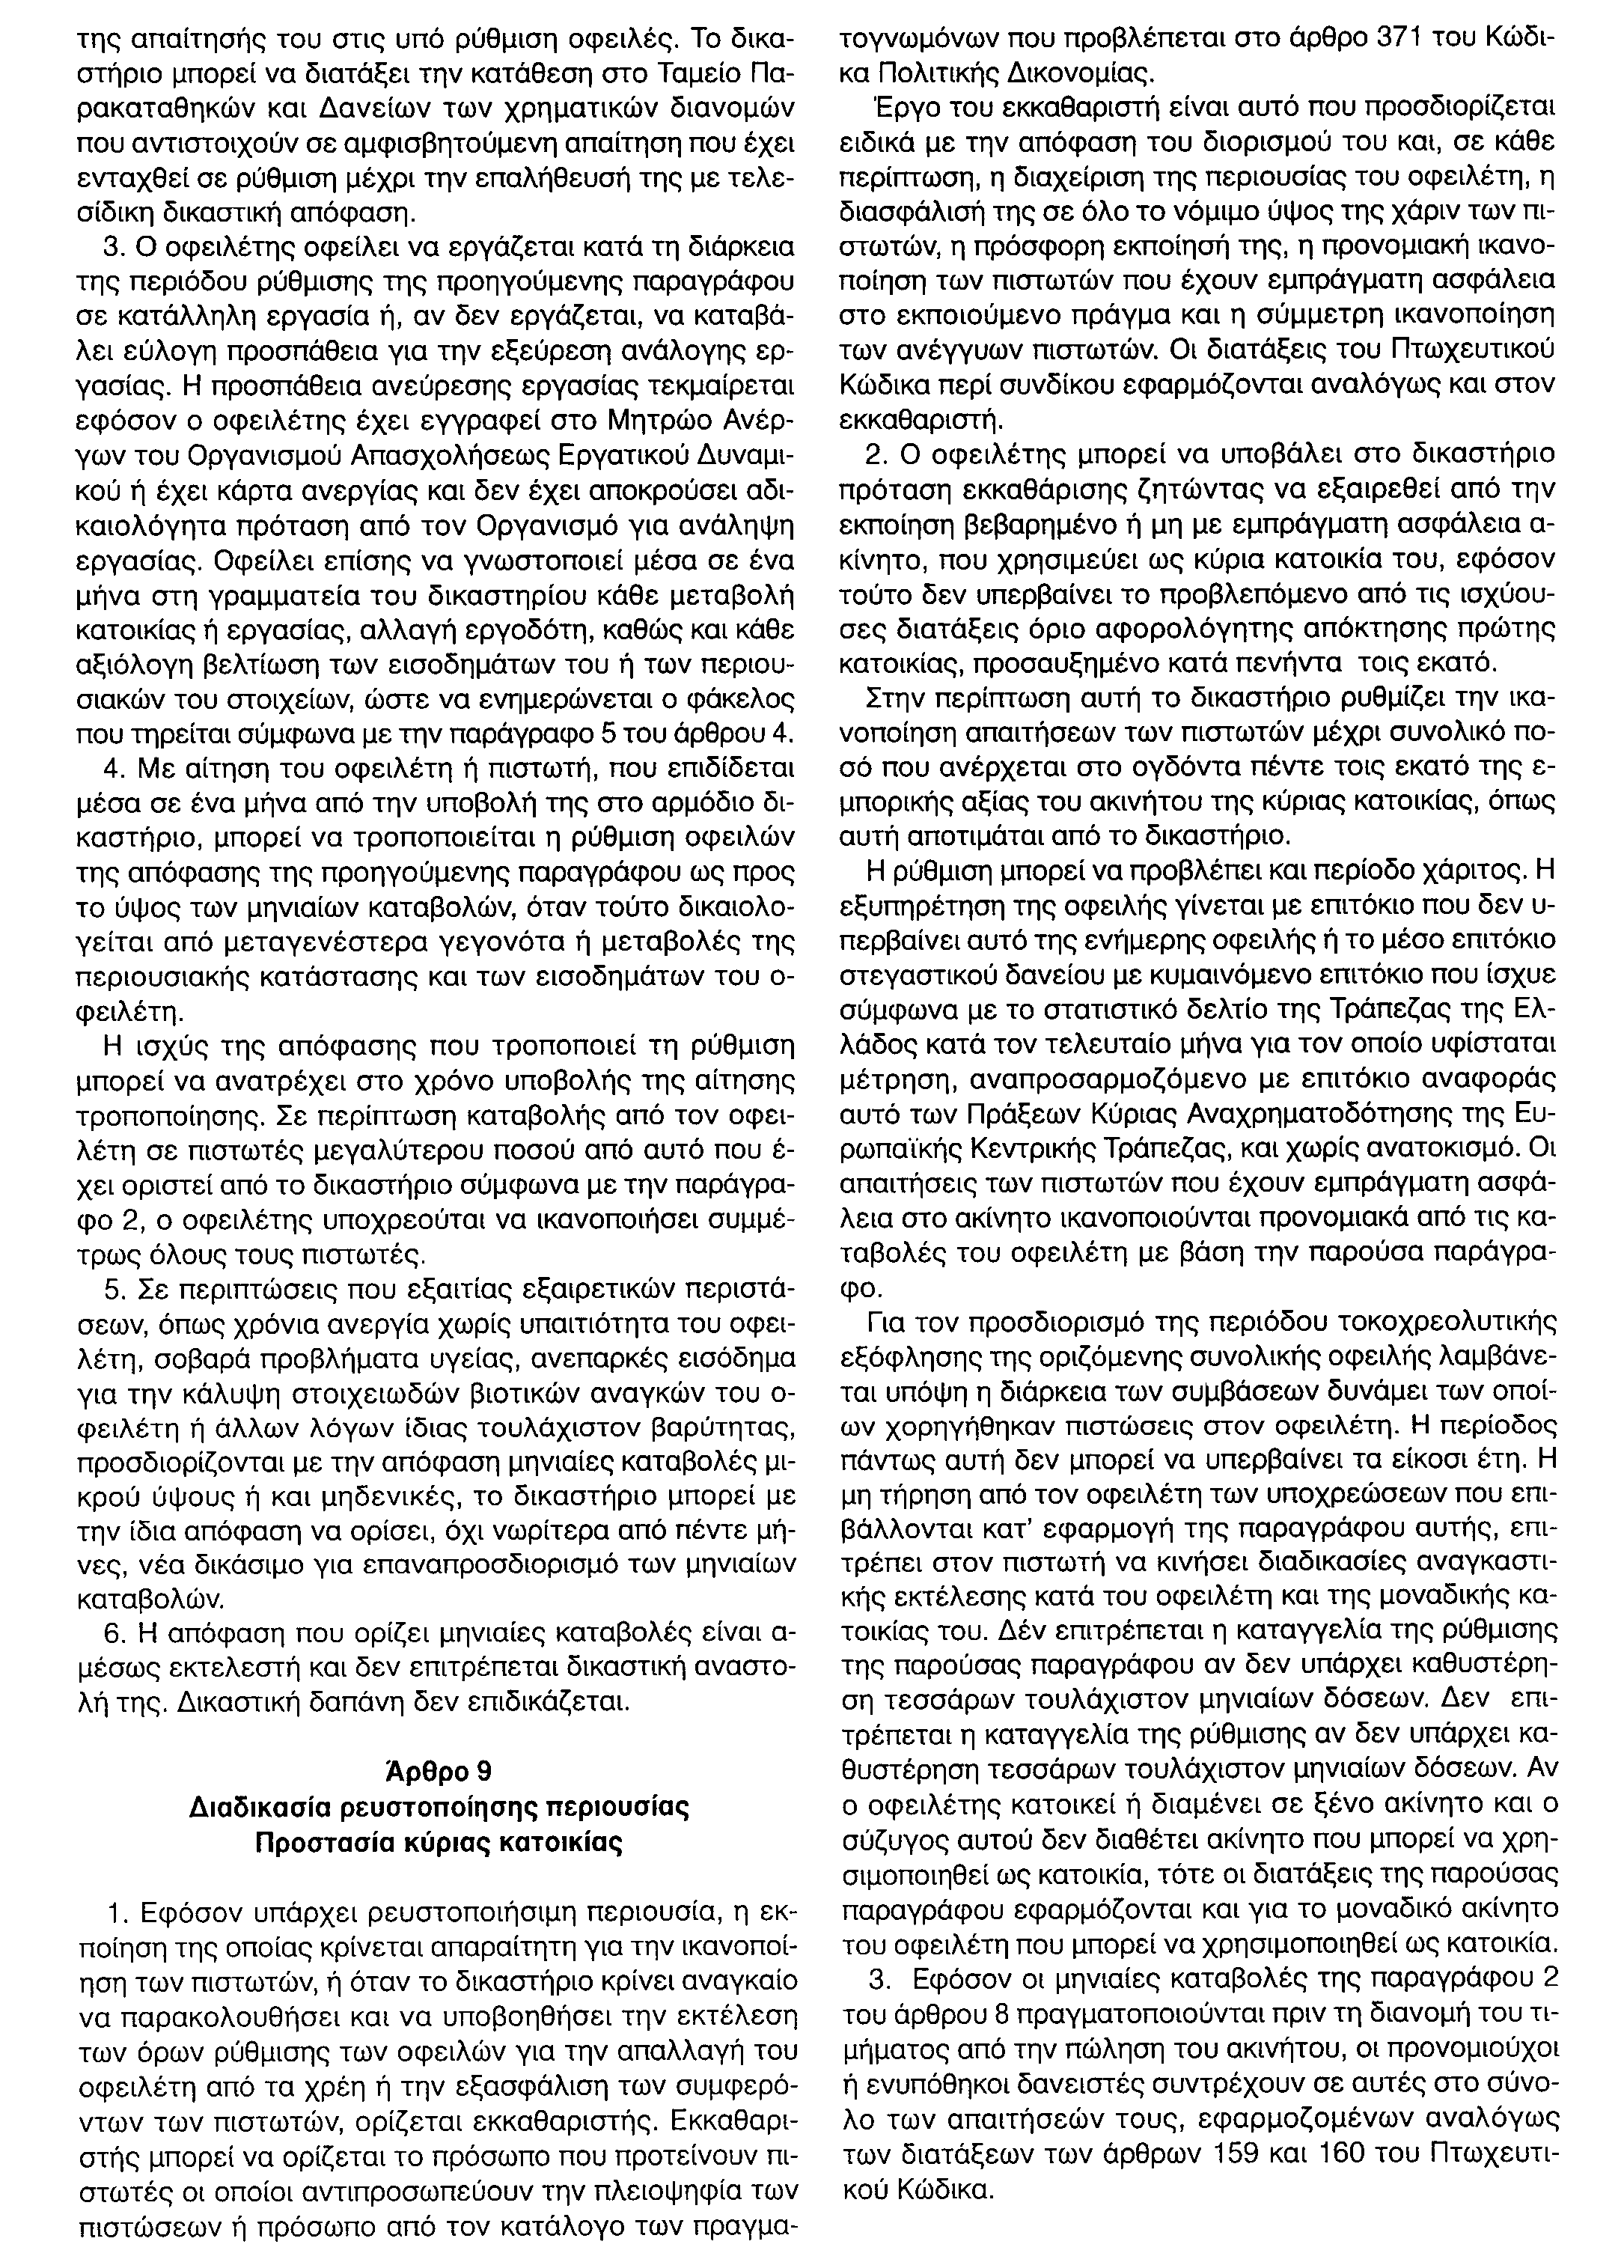 της απαίτησής του στις υπό ρύθμιση οφειλές. Το δικα-
στήριο μπορεί να διατάξει την κατάθεση στο Ταμείο Πα-
ρακαταθηκών και Δανείων των χρηματικών διανομών
που αντιστοιχούν σε αμφισβητούμενη απαίτηση που έχει
ενταχθεί σε ρύθμιση μέχρι την επαλήθευσή της με τελε-
σίδικη δικαστική απόφαση.
3. Ο οφειλέτης οφείλει να εργάζεται κατά τη διάρκεια
της περιόδου ρύθμισης της προηγούμενης παραγράφου
σε κατάλληλη εργασία ή, αν δεν εργάζεται, να καταβά-
λει εύλογη προσπάθεια για την εξεύρεση ανάλογης ερ-
γασίας. Η προσπάθεια ανεύρεσης εργασίας τεκμαίρεται
εφόσον ο οφειλέτης έχει εγγραφεί στο Μητρώο Ανέρ-
γων του Οργανισμού Απασχολήσεως Εργατικού Δυναμι-
κού ή έχει κάρτα ανεργίας και δεν έχει αποκρούσει αδι-
καιολόγητα πρόταση από τον Οργανισμό για ανάληψη
εργασίας. Οφείλει επίσης να γνωστοποιεί μέσα σε ένα
μήνα στη γραμματεία του δικαστηρίου κάθε μεταβολή
κατοικίας ή εργασίας, αλλαγή εργοδότη, καθώς και κάθε
αξιόλογη βελτίωση των εισοδημάτων του ή των περιου-
σιακών του στοιχείων, ώστε να ενημερώνεται ο φάκελος
που τηρείται σύμφωνα με την παράγραφο 5 του άρθρου 4.
4. Με αίτηση του οφειλέτη ή πιστωτή, που επιδίδεται
μέσα σε ένα μήνα από την υποβολή της στο αρμόδιο δι-
καστήριο, μπορεί να τροποποιείται η ρύθμιση οφειλών
της απόφασης της προηγούμενης παραγράφου ως προς
το ύψος των μηνιαίων καταβολών, όταν τούτο δικαιολο-
γείται από μεταγενέστερα γεγονότα ή μεταβολές της
περιουσιακής κατάστασης και των εισοδημάτων του ο-
φειλέτη.
Η ισχύς της απόφασης που τροποποιεί τη ρύθμιση
μπορεί να ανατρέχει στο χρόνο υποβολής της αίτησης
τροποποίησης. Σε περίπτωση καταβολής από τον οφει-
λέτη σε πιστωτές μεγαλύτερου ποσού από αυτό που έ-
χει οριστεί από το δικαστήριο σύμφωνα με την παράγρα-
φο 2, ο οφειλέτης υποχρεούται να ικανοποιήσει συμμέ-
τρως όλους τους πιστωτές.
5. Σε περιπτώσεις που εξαιτίας εξαιρετικών περιστά-
σεων, όπως χρόνια ανεργία χωρίς υπαιτιότητα του οφει-
λέτη, σοβαρά προβλήματα υγείας, ανεπαρκές εισόδημα
για την κάλυψη στοιχειωδών βιοτικών αναγκών του ο-
φειλέτη ή άλλων λόγων ίδιας τουλάχιστον βαρύτητας,
προσδιορίζονται με την απόφαση μηνιαίες καταβολές μι-
κρού ύψους ή και μηδενικές, το δικαστήριο μπορεί με
την ίδια απόφαση να ορίσει, όχι νωρίτερα από πέντε μή-
νες, νέα δικάσιμο για επαναπροσδιορισμό των μηνιαίων
καταβολών.
6. Η απόφαση που ορίζει μηνιαίες καταβολές είναι α-
μέσως εκτελεστή και δεν επιτρέπεται δικαστική αναστο-
λή της. Δικαστική δαπάνη δεν επιδικάζεται.
Άρθρο 9
Διαδικασία ρευστοποίησης περιουσίας
Προστασία κύριας κατοικίας
1. Εφόσον υπάρχει ρευστοποιήσιμη περιουσία, η εκ-
ποίηση της οποίας κρίνεται απαραίτητη για την ικανοποί-
ηση των πιστωτών, ή όταν το δικαστήριο κρίνει αναγκαίο
να παρακολουθήσει και να υποβοηθήσει την εκτέλεση
των όρων ρύθμισης των οφειλών για την απαλλαγή του
οφειλέτη από τα χρέη ή την εξασφάλιση των συμφερό-
ντων των πιστωτών, ορίζεται εκκαθαριστής. Εκκαθαρι-
στής μπορεί να ορίζεται το πρόσωπο που προτείνουν πι-
στωτές οι οποίοι αντιπροσωπεύουν την πλειοψηφία των
πιστώσεων ή πρόσωπο από τον κατάλογο των πραγμα-
τογνωμόνων που προβλέπεται στο άρθρο 371 του Κώδι-
κα Πολιτικής Δικονομίας.
Έργο του εκκαθαριστή είναι αυτό που προσδιορίζεται
ειδικά με την απόφαση του διορισμού του και, σε κάθε
περίπτωση, η διαχείριση της περιουσίας του οφειλέτη, η
διασφάλισή της σε όλο το νόμιμο ύψος της χάριν των πι-
στωτών, η πρόσφορη εκποίησή της, η προνομιακή ικανο-
ποίηση των πιστωτών που έχουν εμπράγματη ασφάλεια
στο εκποιούμενο πράγμα και η σύμμετρη ικανοποίηση
των ανέγγυων πιστωτών. Οι διατάξεις του Πτωχευτικού
Κώδικα περί συνδίκου εφαρμόζονται αναλόγως και στον
εκκαθαριστή.
2. Ο οφειλέτης μπορεί να υποβάλει στο δικαστήριο
πρόταση εκκαθάρισης ζητώντας να εξαιρεθεί από την
εκποίηση βεβαρημένο ή μη με εμπράγματη ασφάλεια α-
κίνητο, που χρησιμεύει ως κύρια κατοικία του, εφόσον
τούτο δεν υπερβαίνει το προβλεπόμενο από τις ισχύου-
σες διατάξεις όριο αφορολόγητης απόκτησης πρώτης
κατοικίας, προσαυξημένο κατά πενήντα τοις εκατό.
Στην περίπτωση αυτή το δικαστήριο ρυθμίζει την ικα-
νοποίηση απαιτήσεων των πιστωτών μέχρι συνολικό πο-
σό που ανέρχεται στο ογδόντα πέντε τοις εκατό της ε-
μπορικής αξίας του ακινήτου της κύριας κατοικίας, όπως
αυτή αποτιμάται από το δικαστήριο.
Η ρύθμιση μπορεί να προβλέπει και περίοδο χάριτος. Η
εξυπηρέτηση της οφειλής γίνεται με επιτόκιο που δεν υ-
περβαίνει αυτό της ενήμερης οφειλής ή το μέσο επιτόκιο
στεγαστικού δανείου με κυμαινόμενο επιτόκιο που ίσχυε
σύμφωνα με το στατιστικό δελτίο της Τράπεζας της Ελ-
λάδος κατά τον τελευταίο μήνα για τον οποίο υφίσταται
μέτρηση, αναπροσαρμοζόμενο με επιτόκιο αναφοράς
αυτό των Πράξεων Κύριας Αναχρηματοδότησης της Ευ-
ρωπαϊκής Κεντρικής Τράπεζας, και χωρίς ανατοκισμό. Οι
απαιτήσεις των πιστωτών που έχουν εμπράγματη ασφά-
λεια στο ακίνητο ικανοποιούνται προνομιακά από τις κα-
ταβολές του οφειλέτη με βάση την παρούσα παράγρα-
φο.
Για τον προσδιορισμό της περιόδου τοκοχρεολυτικής
εξόφλησης της οριζόμενης συνολικής οφειλής λαμβάνε-
ται υπόψη η διάρκεια των συμβάσεων δυνάμει των οποί-
ων χορηγήθηκαν πιστώσεις στον οφειλέτη. Η περίοδος
πάντως αυτή δεν μπορεί να υπερβαίνει τα είκοσι έτη. Η
μη τήρηση από τον οφειλέτη των υποχρεώσεων που επι-
βάλλονται κατ’ εφαρμογή της παραγράφου αυτής, επι-
τρέπει στον πιστωτή να κινήσει διαδικασίες αναγκαστι-
κής εκτέλεσης κατά του οφειλέτη και της μοναδικής κα-
τοικίας του. Δέν επιτρέπεται η καταγγελία της ρύθμισης
της παρούσας παραγράφου αν δεν υπάρχει καθυστέρη-
ση τεσσάρων τουλάχιστον μηνιαίων δόσεων. Δεν επι-
τρέπεται η καταγγελία της ρύθμισης αν δεν υπάρχει κα-
θυστέρηση τεσσάρων τουλάχιστον μηνιαίων δόσεων. Αν
ο οφειλέτης κατοικεί ή διαμένει σε ξένο ακίνητο και ο
σύζυγος αυτού δεν διαθέτει ακίνητο που μπορεί να χρη-
σιμοποιηθεί ως κατοικία, τότε οι διατάξεις της παρούσας
παραγράφου εφαρμόζονται και για το μοναδικό ακίνητο
του οφειλέτη που μπορεί να χρησιμοποιηθεί ως κατοικία.
3. Εφόσον οι μηνιαίες καταβολές της παραγράφου 2
του άρθρου 8 πραγματοποιούνται πριν τη διανομή του τι-
μήματος από την πώληση του ακινήτου, οι προνομιούχοι
ή ενυπόθηκοι δανειστές συντρέχουν σε αυτές στο σύνο-
λο των απαιτήσεών τους, εφαρμοζομένων αναλόγως
των διατάξεων των άρθρων 159 και 160 του Πτωχευτι-
κού Κώδικα.